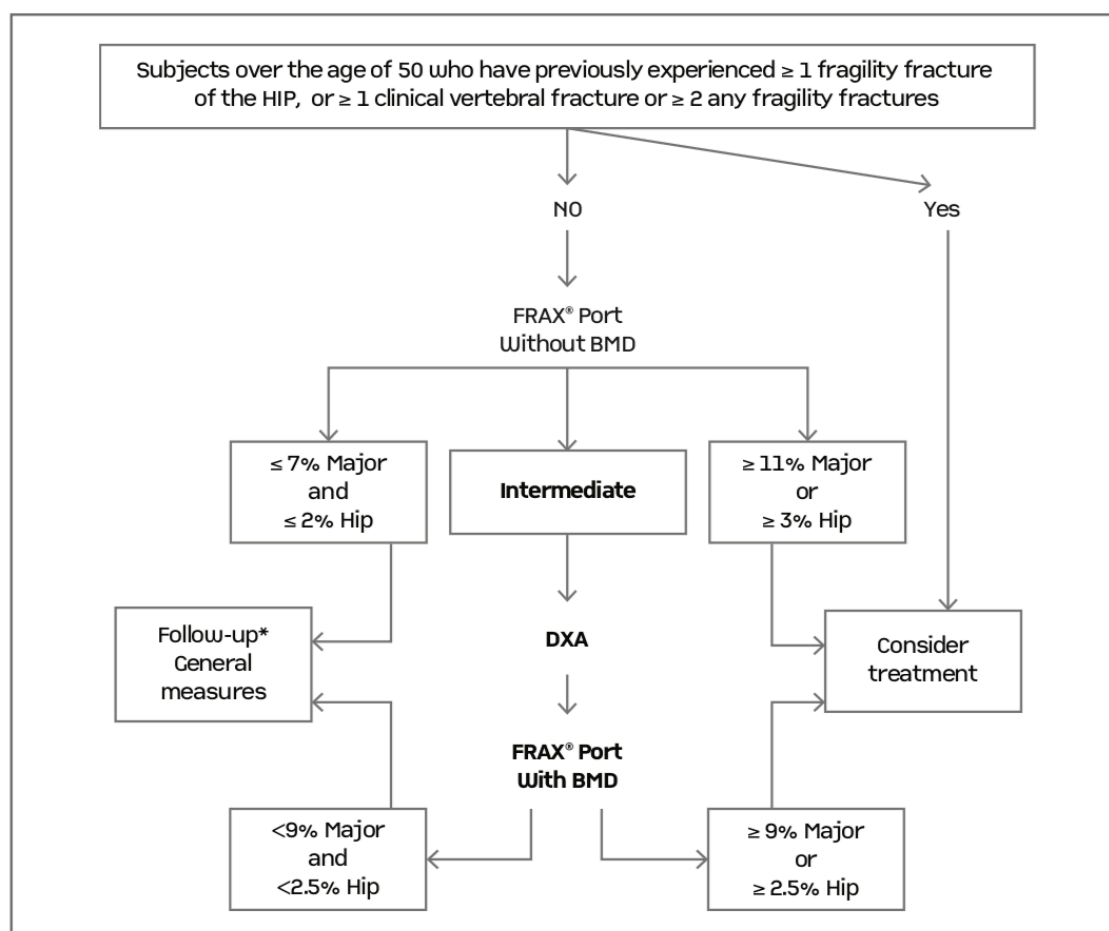 Subjects over the age of 50 who have previously experienced ≥ 1 fragility fracture
of the HIP, or ≥ 1 clinical vertebral fracture or ≥ 2 any fragility fractures
NO
Yes
FRAX® Port
Without BMD
≤ 7% Major
and
≤ 2% Hip
Intermediate
≥ 11% Major
or
≥ 3% Hip
Follow-up*
General
measures
DXA
Consider
treatment
FRAX® Port
With BMD
<9% Major
and
<2.5% Hip
≥ 9% Major
or
≥ 2.5% Hip